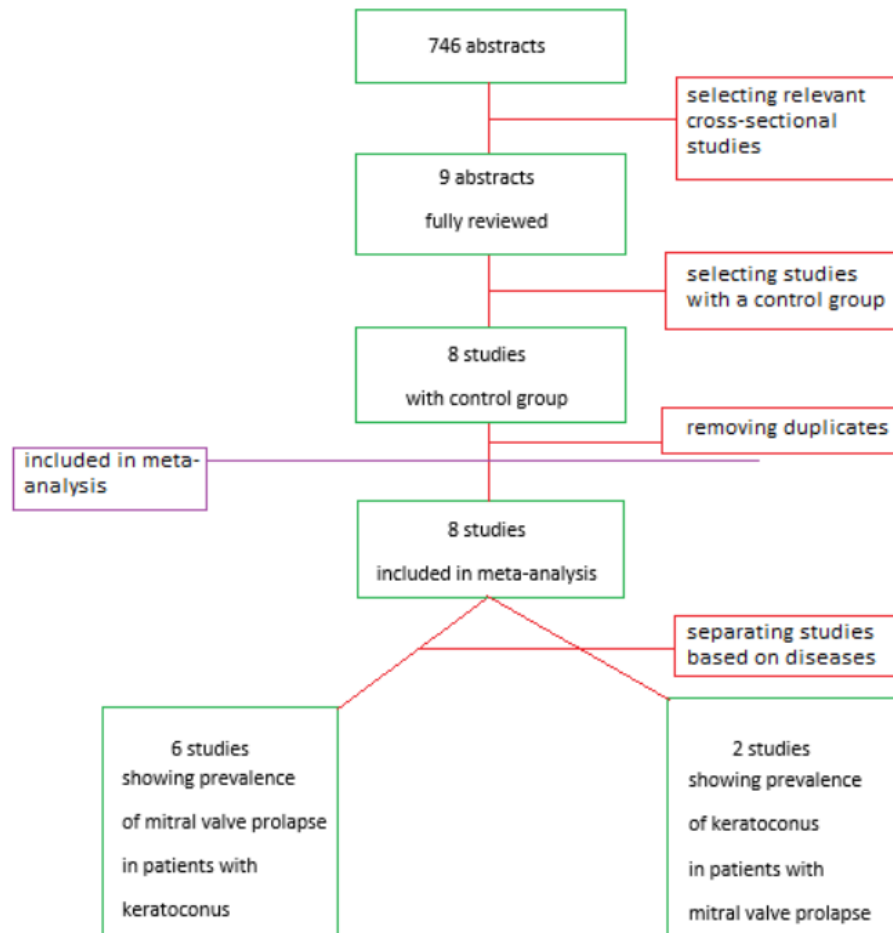 746 abstracts
selecting relevant
cross-sectional
studies
9 abstracts
fully reviewed
selecting studies
with a control group
8 studies
with control group
removing duplicates
included in meta-
analysis
8 studies
included in meta-analysis
separating studies
based on diseases
6 studies
showing prevalence
of mitral valve prolapse
in patients with
keratoconus
2 studies
showing prevalence
of keratoconus
in patients with
mitral valve prolapse